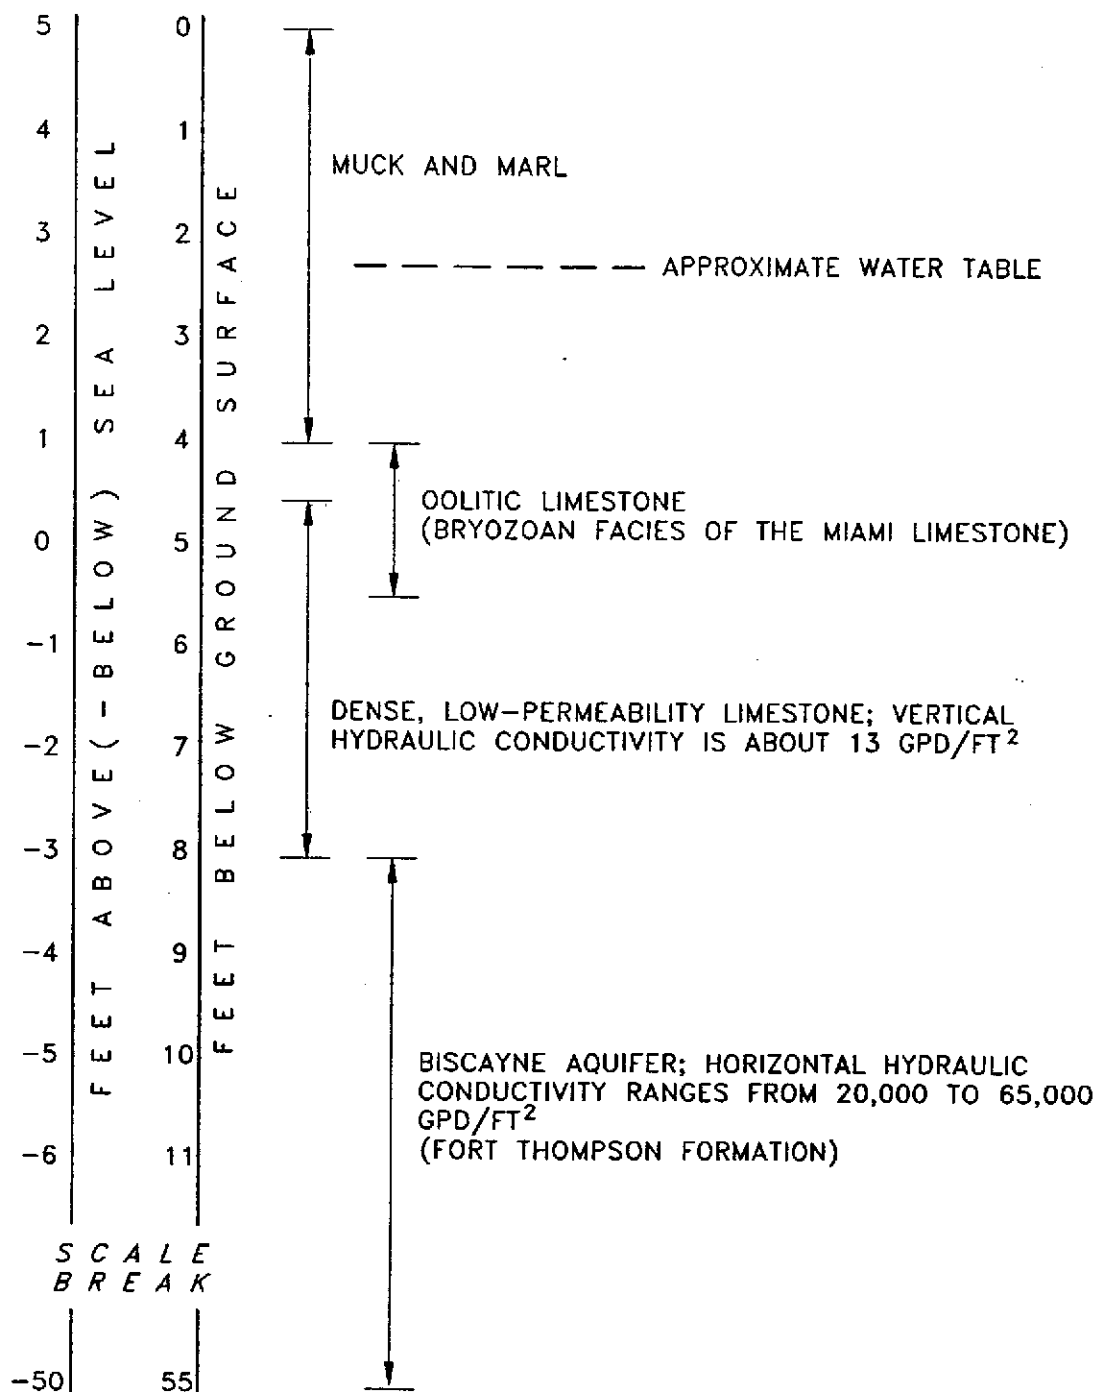 5 0
4 1
MUCK AND MARL
3 2
APPROXIMATE WATER TABLE
2 3
1 4
OOLITIC LIMESTONE
(BRYOZOAN FACIES OF THE MIAMI LIMESTONE)
0 5
-1 6
DENSE, LOW-PERMEABILITY LIMESTONE; VERTICAL
HYDRAULIC CONDUCTIVITY IS ABOUT 13 GPD/FT²
-2 7
-3 8
-4 9
-5 10
BISCAYNE AQUIFER; HORIZONTAL HYDRAULIC
CONDUCTIVITY RANGES FROM 20,000 TO 65,000
GPD/FT²
(FORT THOMPSON FORMATION)
-6 11
SCALE
BREAK
-50 55
FEET ABOVE (-BELOW) SEA LEVEL
FEET BELOW GROUND SURFACE